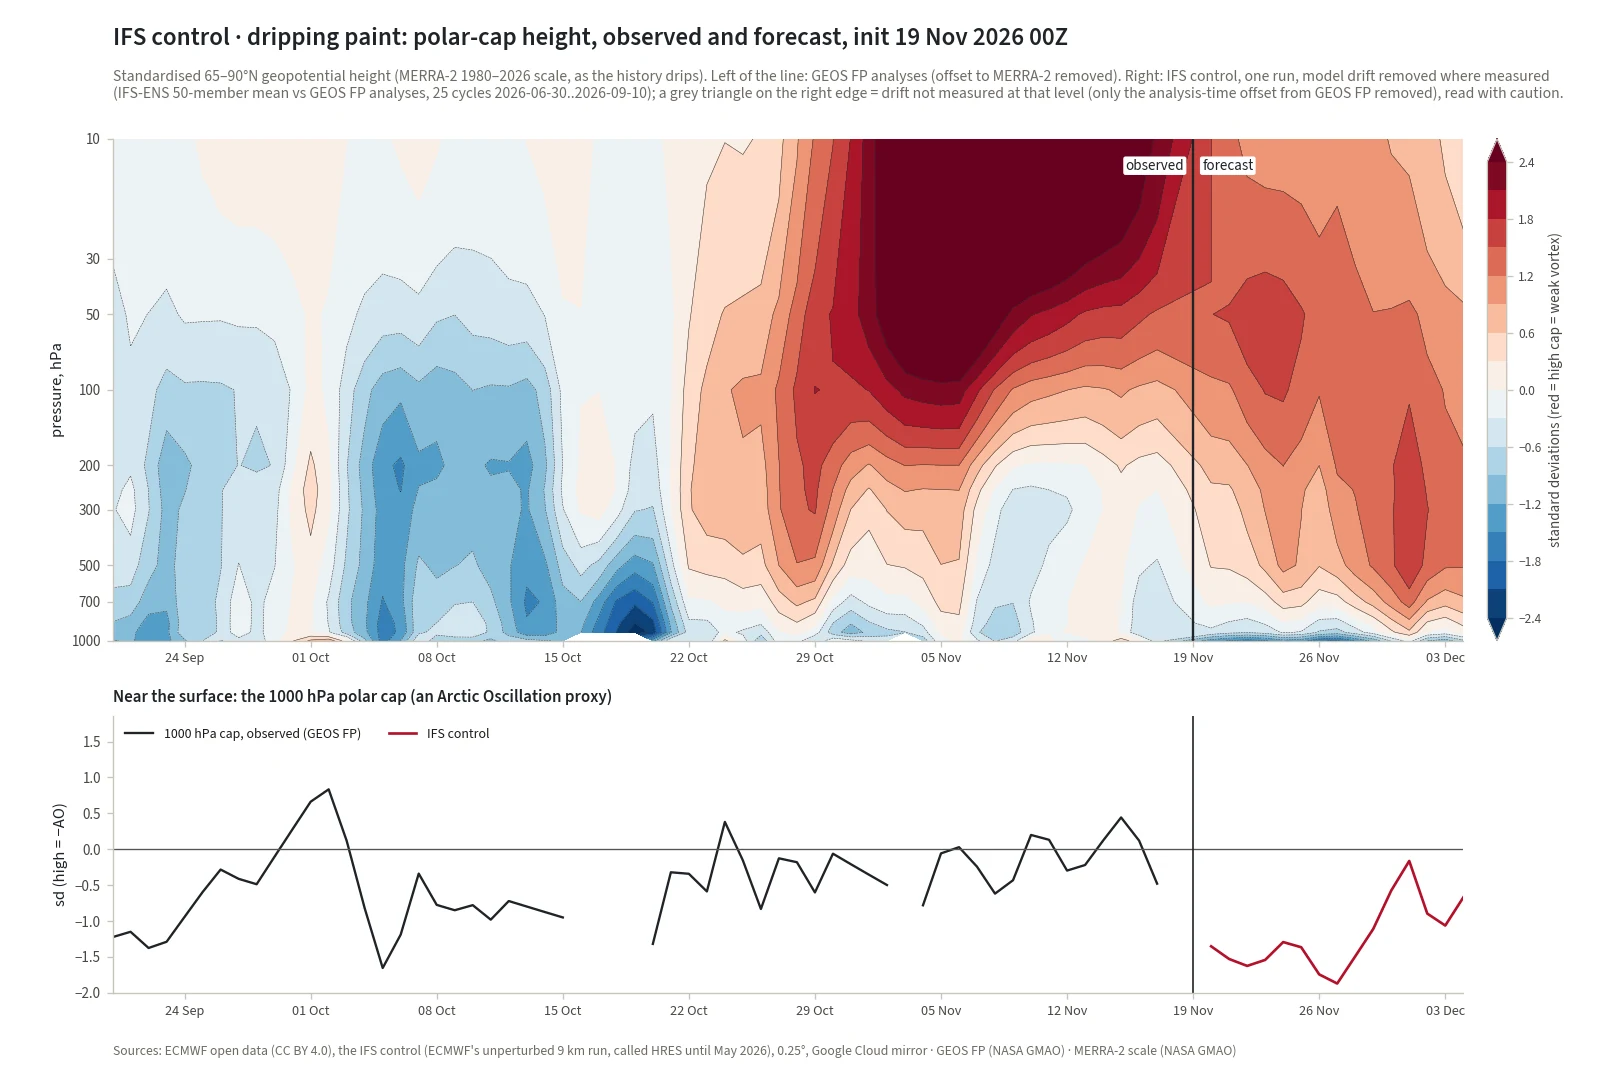 IFS control · dripping paint: polar-cap height, observed and forecast, init 19 Nov 2026 00Z
Standardised 65–90°N geopotential height (MERRA-2 1980–2026 scale, as the history drips). Left of the line: GEOS FP analyses (offset to MERRA-2 removed). Right: IFS control, one run, model drift removed where measured
(IFS-ENS 50-member mean vs GEOS FP analyses, 25 cycles 2026-06-30..2026-09-10); a grey triangle on the right edge = drift not measured at that level (only the analysis-time offset from GEOS FP removed), read with caution.
pressure, hPa
10
30
50
100
200
300
500
700
1000
observed
forecast
24 Sep
01 Oct
08 Oct
15 Oct
22 Oct
29 Oct
05 Nov
12 Nov
19 Nov
26 Nov
03 Dec
2.4
1.8
1.2
0.6
0.0
−0.6
−1.2
−1.8
−2.4
standard deviations (red = high cap = weak vortex)
Near the surface: the 1000 hPa polar cap (an Arctic Oscillation proxy)
1000 hPa cap, observed (GEOS FP)
IFS control
sd (high = −AO)
1.5
1.0
0.5
0.0
−0.5
−1.0
−1.5
−2.0
24 Sep
01 Oct
08 Oct
15 Oct
22 Oct
29 Oct
05 Nov
12 Nov
19 Nov
26 Nov
03 Dec
Sources: ECMWF open data (CC BY 4.0), the IFS control (ECMWF's unperturbed 9 km run, called HRES until May 2026), 0.25°, Google Cloud mirror · GEOS FP (NASA GMAO) · MERRA-2 scale (NASA GMAO)